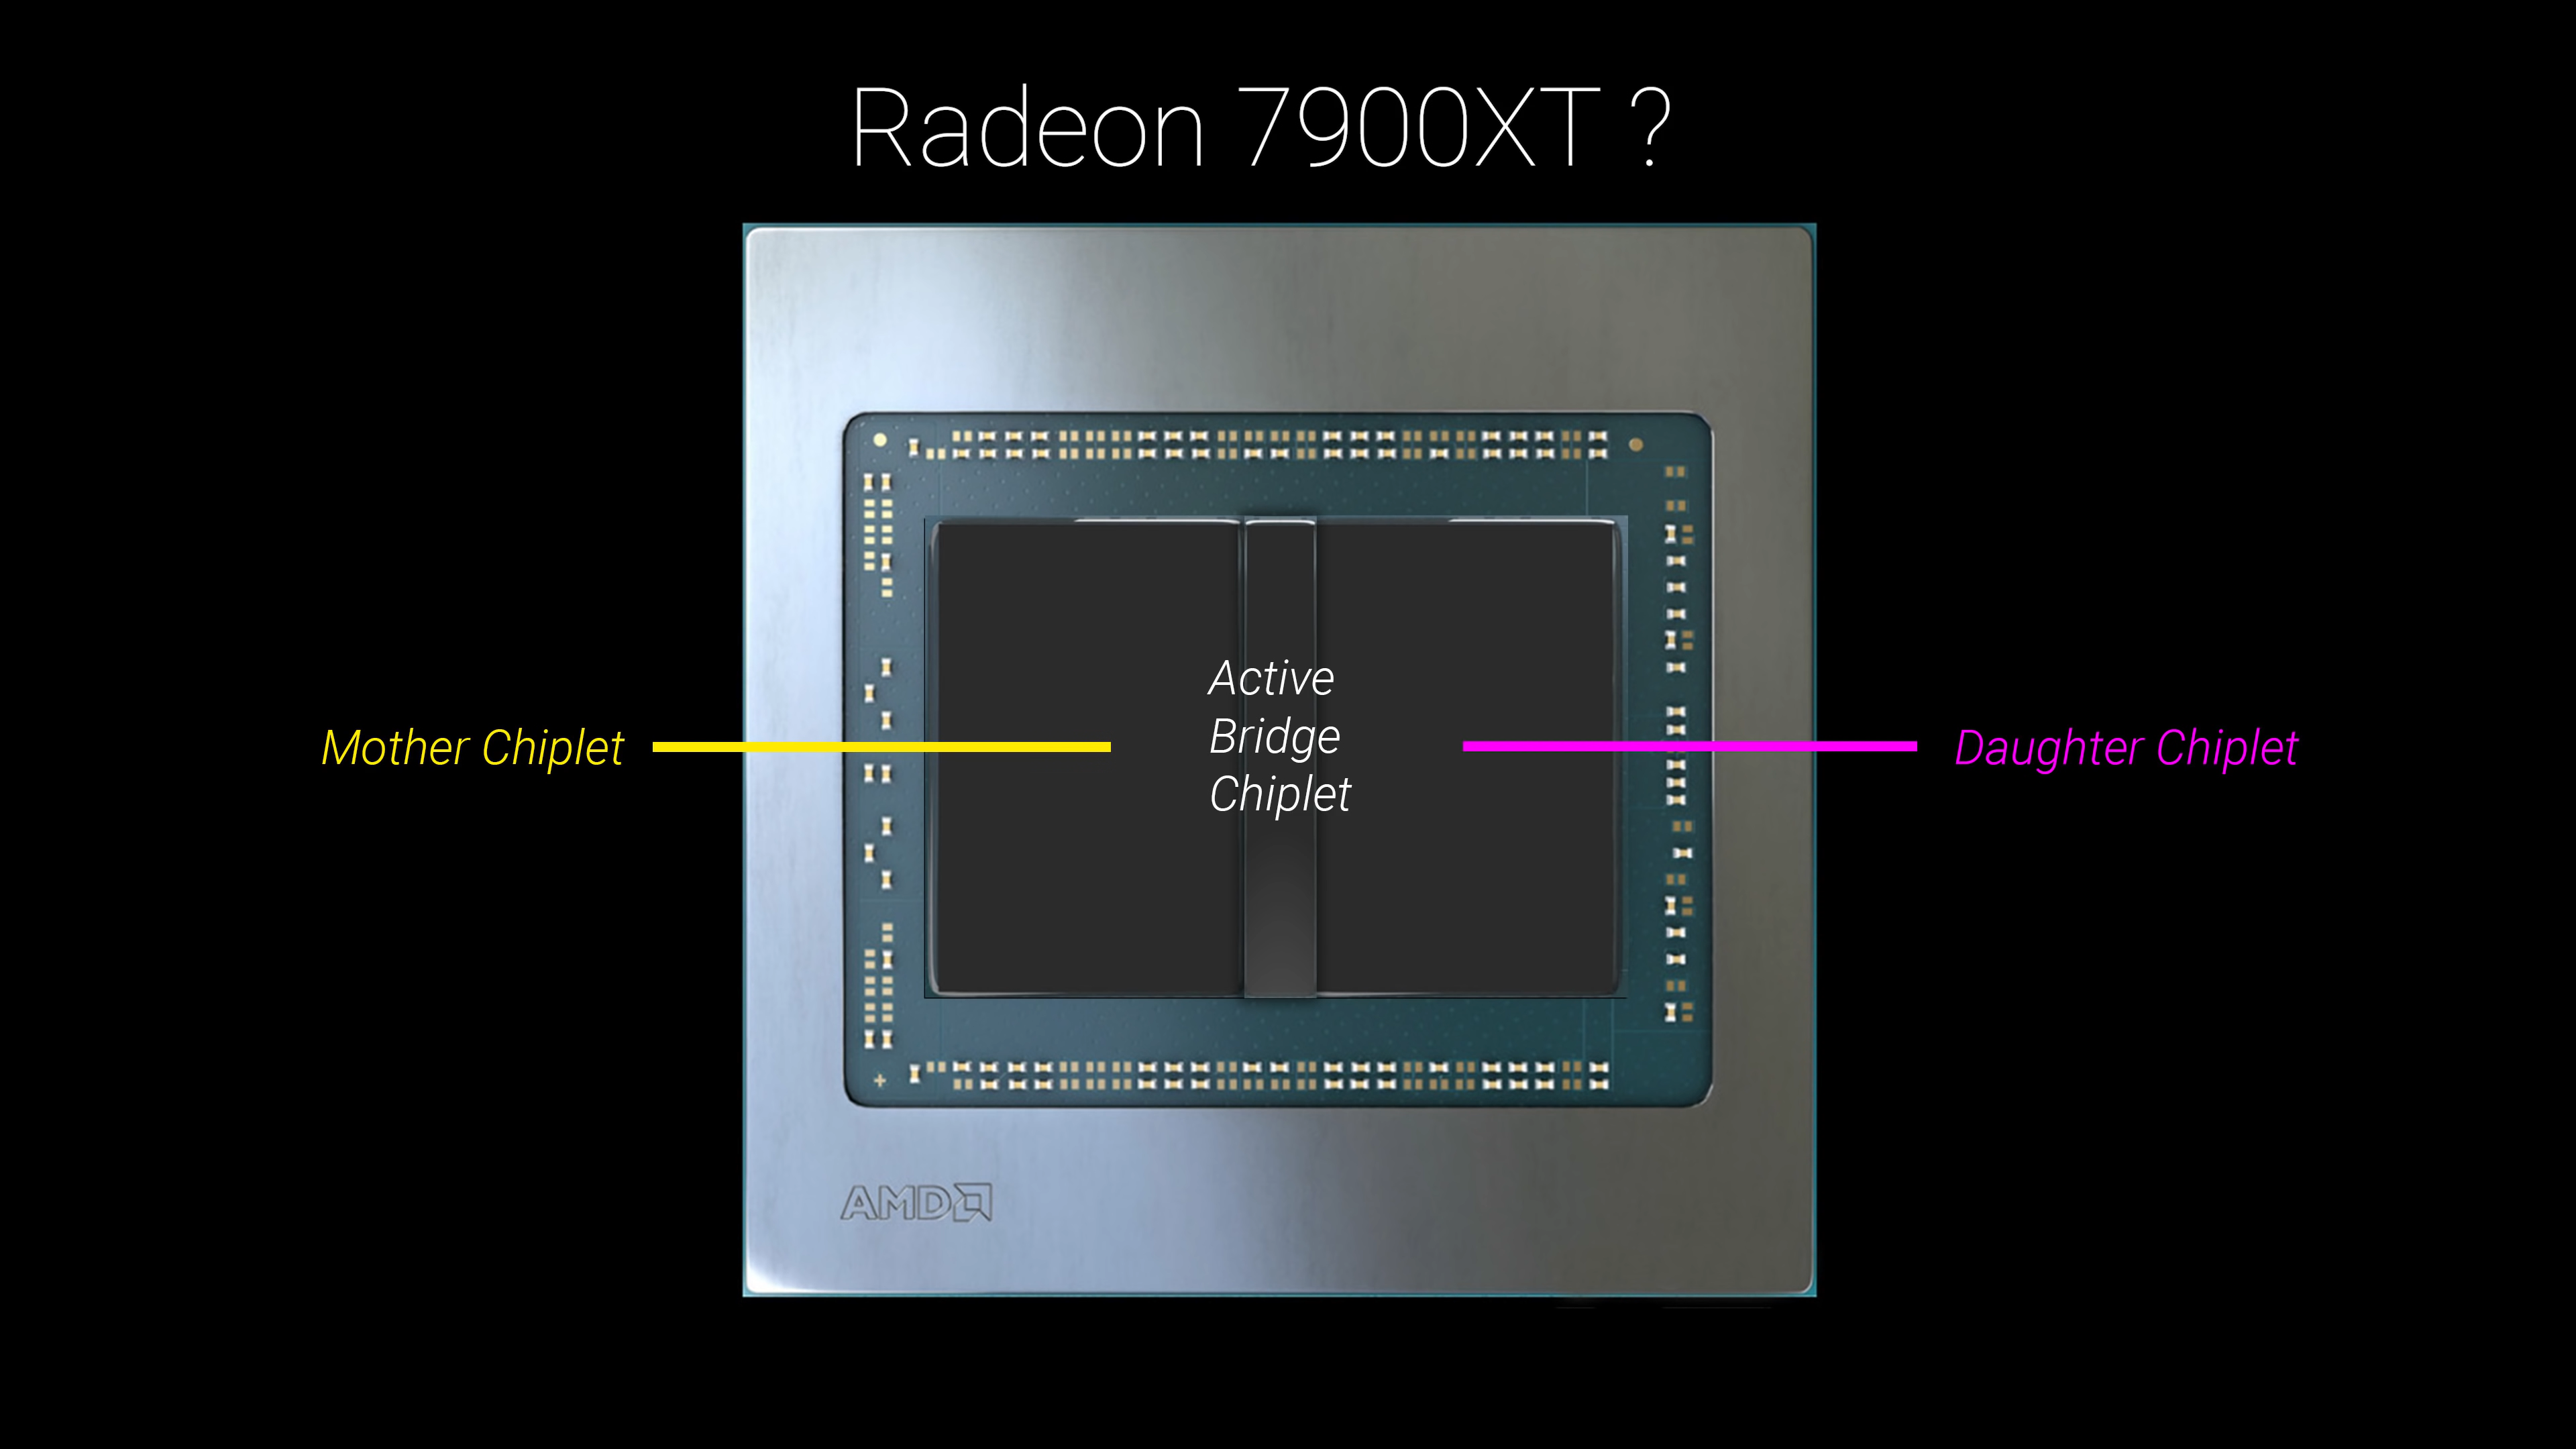 Radeon 7900XT ?
Active
Bridge
Chiplet
Mother Chiplet
Daughter Chiplet
AMD